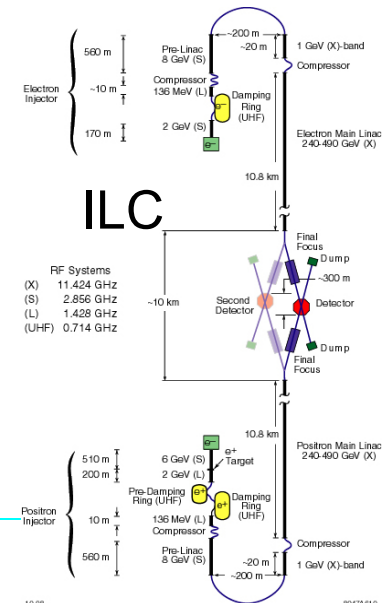 ~200 m
~20 m
1 GeV (X)-band
Compressor
560 m
Pre-Linac
8 GeV (S)
Compressor
136 MeV (L)
~10 m
Electron
Injector
Damping
Ring
(UHF)
e–
170 m
2 GeV (S)
e–
Electron Main Linac
240-490 GeV (X)
10.8 km
ILC
RF Systems
(X) 11.424 GHz
(S) 2.856 GHz
(L) 1.428 GHz
(UHF) 0.714 GHz
~10 km
Final
Focus
Dump
~300 m
Second
Detector
Detector
Dump
Final
Focus
10.8 km
Positron Main Linac
240-490 GeV (X)
e–
510 m
6 GeV (S)
e+
Target
200 m
2 GeV (L)
Pre-Damping
Ring (UHF)
e+
e+
Damping
Ring
(UHF)
Positron
Injector
10 m
136 MeV (L)
Compressor
560 m
Pre-Linac
8 GeV (S)
Compressor
~20 m
1 GeV (X)-band
~200 m